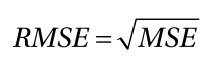 RMSE = √MSE